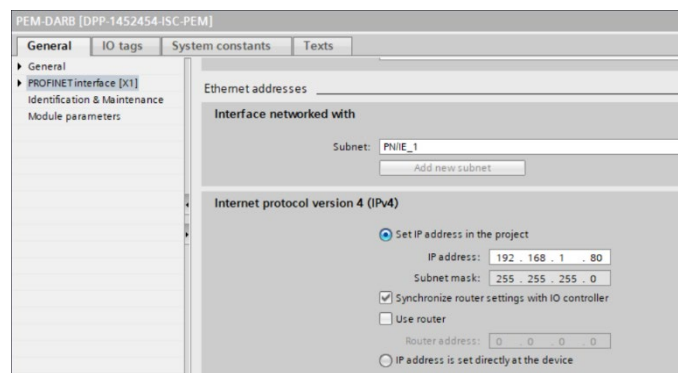 PEM-DARB [DPP-1452454-ISC-PEM]
General IO tags System constants Texts
General
PROFINET interface [X1]
Identification & Maintenance
Module parameters
Ethernet addresses
Interface networked with
Subnet: PN/IE_1
Add new subnet
Internet protocol version 4 (IPv4)
Set IP address in the project
IP address: 192 . 168 . 1 . 80
Subnet mask: 255 . 255 . 255 . 0
Synchronize router settings with IO controller
Use router
Router address: 0 . 0 . 0 . 0
IP address is set directly at the device